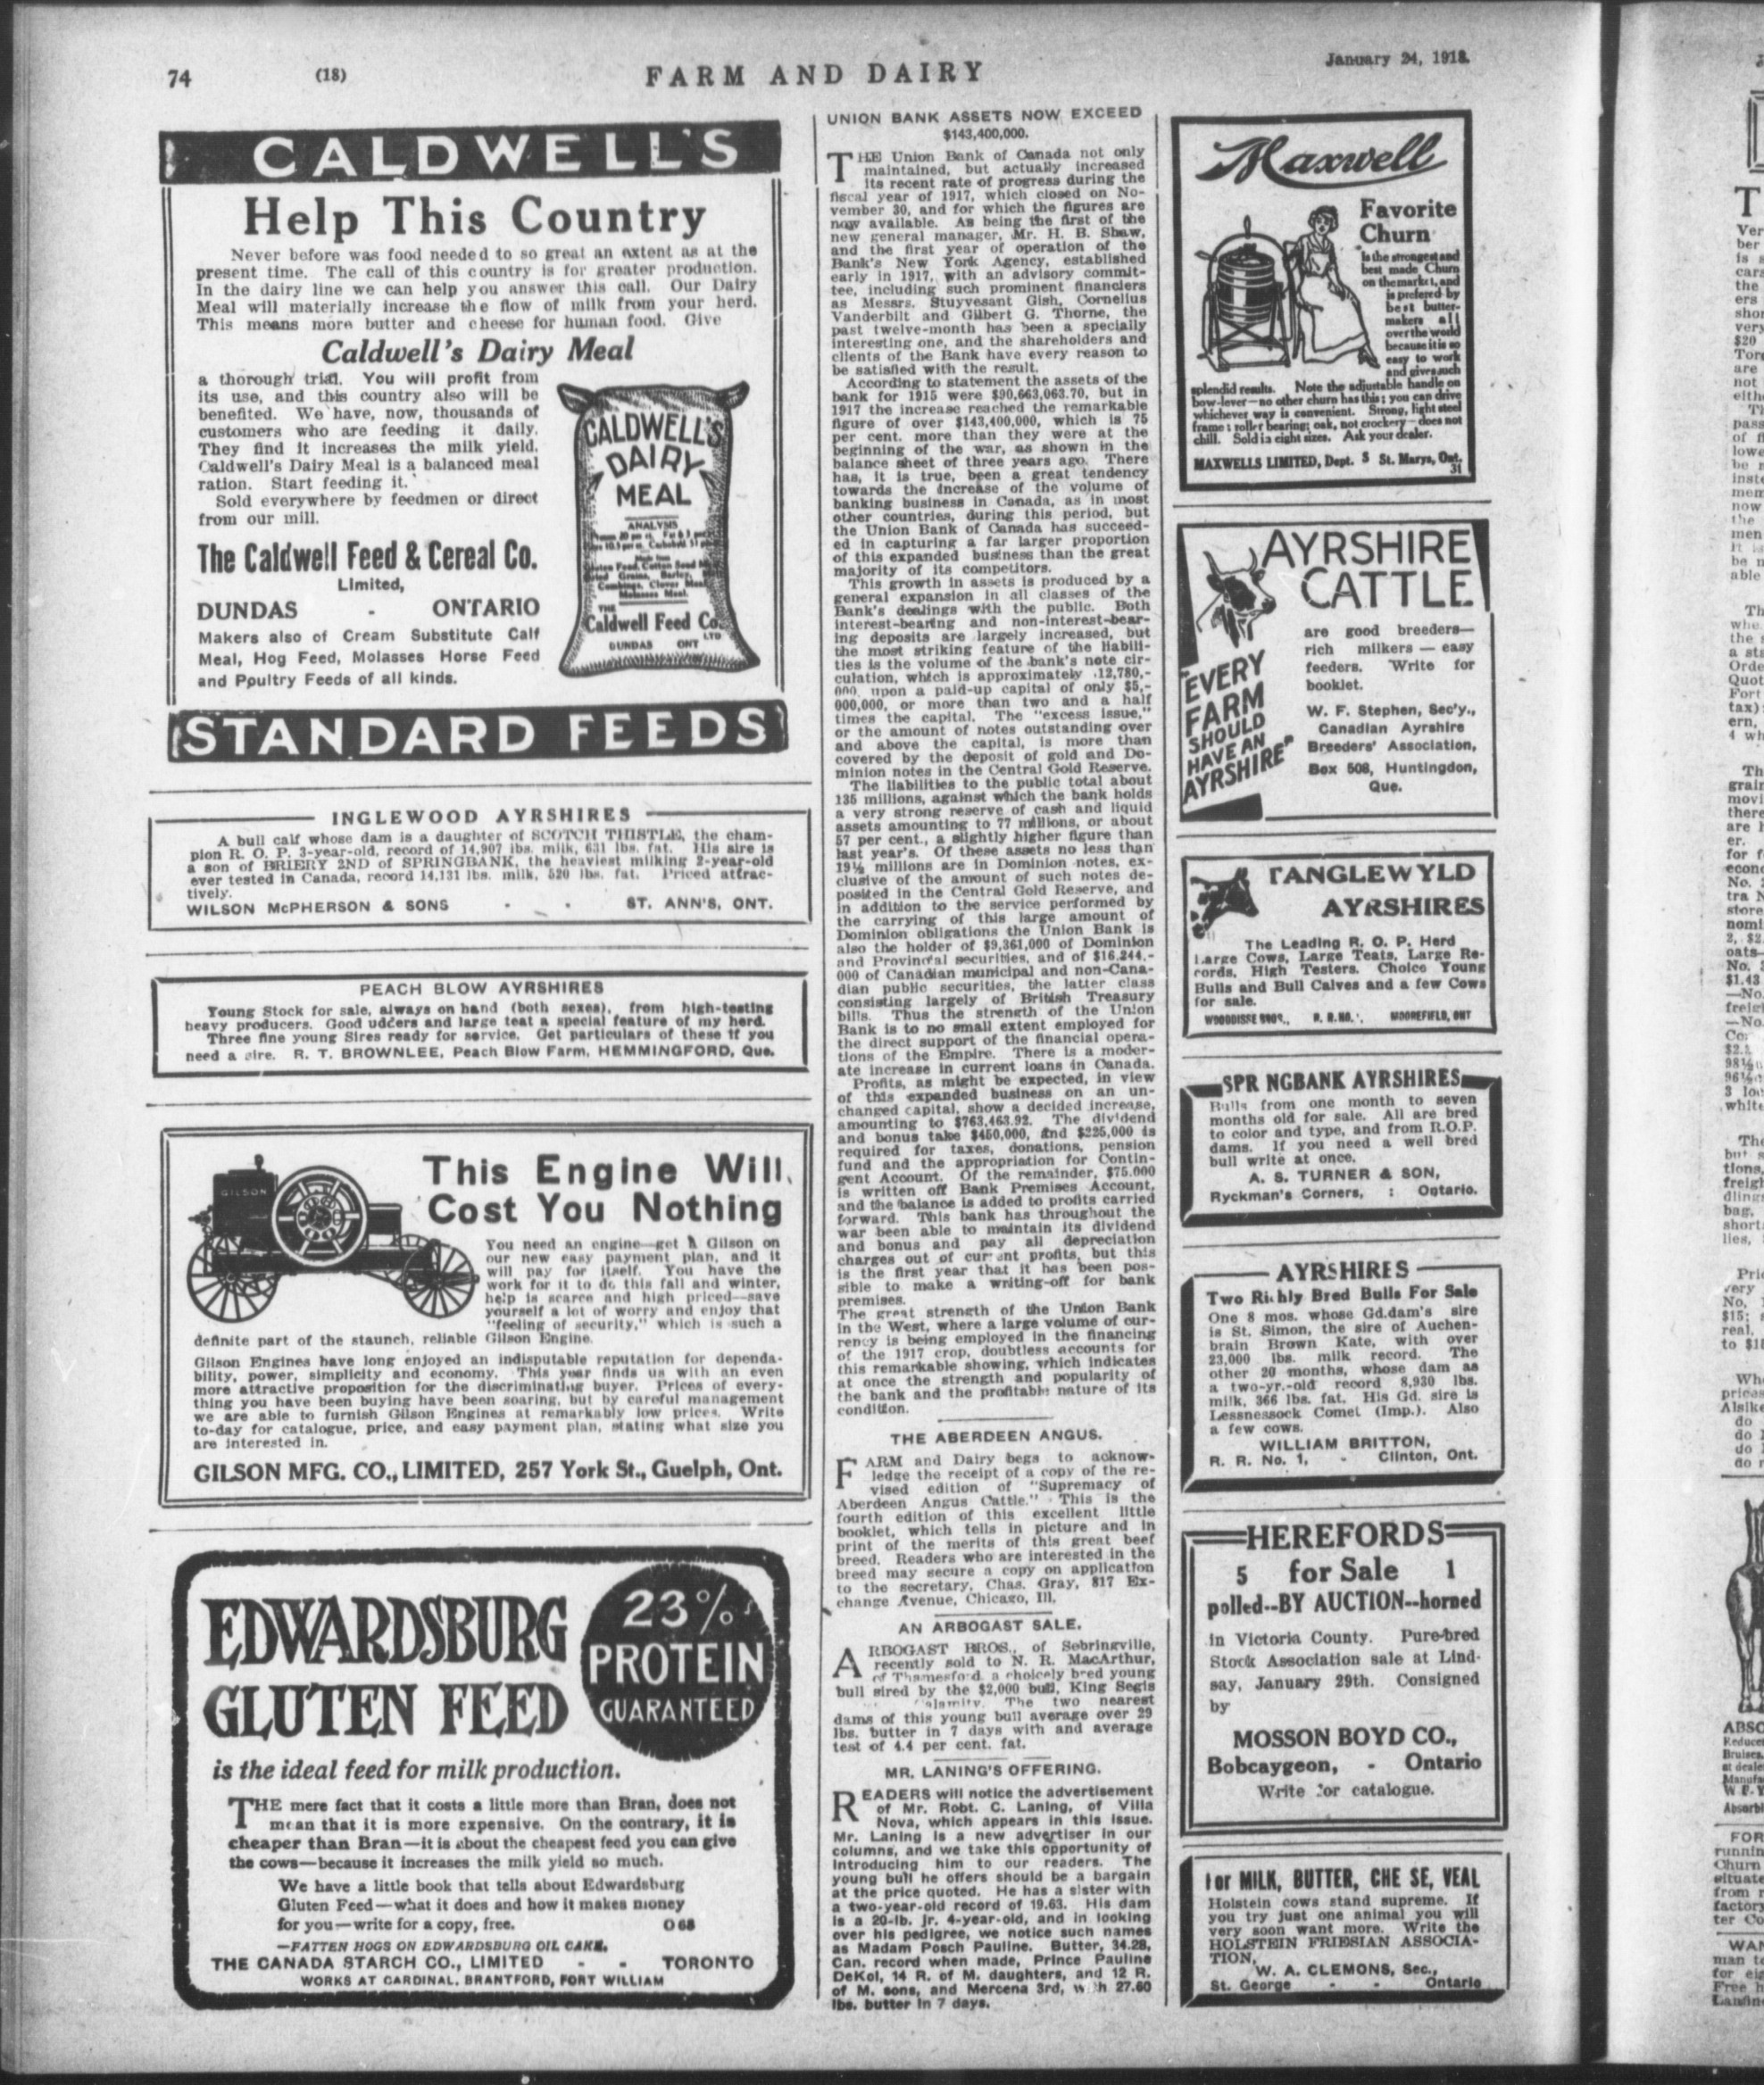 74
(18)
FARM AND DAIRY
January 24, 1918.
CALDWELL'S
Help This Country
Never before was food needed to so great an extent as at the
present time. The call of this country is for greater production.
In the dairy line we can help you answer this call. Our Dairy
Meal will materially increase the flow of milk from your herd.
This means more butter and cheese for human food. Give
Caldwell's Dairy Meal
a thorough trial. You will profit from
its use, and this country also will be
benefited. We have, now, thousands of
customers who are feeding it daily.
They find it increases the milk yield.
Caldwell's Dairy Meal is a balanced meal
ration. Start feeding it.
Sold everywhere by feedmen or direct
from our mill.
The Caldwell Feed & Cereal Co.
Limited,
DUNDAS - ONTARIO
Makers also of Cream Substitute Calf
Meal, Hog Feed, Molasses Horse Feed
and Poultry Feeds of all kinds.
CALDWELL'S
DAIRY
MEAL
ANALYSIS
Made from
Gluten Feed, Cotton Seed Meal
Dried Grains, Barley, Malt
Combings, Clover Meal
Molasses Meal.
THE
Caldwell Feed Co.
LTD
DUNDAS ONT
STANDARD FEEDS
INGLEWOOD AYRSHIRES
A bull calf whose dam is a daughter of SCOTCH THISTLE, the cham-
pion R. O. P. 3-year-old, record of 14,907 lbs. milk, 631 lbs. fat. His sire is
a son of BRIERY 2ND of SPRINGBANK, the heaviest milking 2-year-old
ever tested in Canada, record 14,131 lbs. milk, 520 lbs. fat. Priced attrac-
tively.
WILSON McPHERSON & SONS - - ST. ANN'S, ONT.
PEACH BLOW AYRSHIRES
Young Stock for sale, always on hand (both sexes), from high-testing
heavy producers. Good udders and large teat a special feature of my herd.
Three fine young Sires ready for service. Get particulars of these if you
need a sire. R. T. BROWNLEE, Peach Blow Farm, HEMMINGFORD, Que.
GILSON
This Engine Will
Cost You Nothing
You need an engine—get a Gilson on
our new easy payment plan, and it
will pay for itself. You have the
work for it to do this fall and winter,
help is scarce and high priced—save
yourself a lot of worry and enjoy that
"feeling of security," which is such a
definite part of the staunch, reliable Gilson Engine.
Gilson Engines have long enjoyed an indisputable reputation for dependa-
bility, power, simplicity and economy. This year finds us with an even
more attractive proposition for the discriminating buyer. Prices of every-
thing you have been buying have been soaring, but by careful management
we are able to furnish Gilson Engines at remarkably low prices. Write
to-day for catalogue, price, and easy payment plan, stating what size you
are interested in.
GILSON MFG. CO., LIMITED, 257 York St., Guelph, Ont.
EDWARDSBURG
GLUTEN FEED
23%
PROTEIN
GUARANTEED
is the ideal feed for milk production.
THE mere fact that it costs a little more than Bran, does not
mean that it is more expensive. On the contrary, it is
cheaper than Bran—it is about the cheapest feed you can give
the cows—because it increases the milk yield so much.
We have a little book that tells about Edwardsburg
Gluten Feed—what it does and how it makes money
for you—write for a copy, free. O 68
—FATTEN HOGS ON EDWARDSBURG OIL CAKE.
THE CANADA STARCH CO., LIMITED - - TORONTO
WORKS AT CARDINAL, BRANTFORD, FORT WILLIAM
UNION BANK ASSETS NOW EXCEED
$143,400,000.
THE Union Bank of Canada not only
maintained, but actually increased
its recent rate of progress during the
fiscal year of 1917, which closed on No-
vember 30, and for which the figures are
now available. As being the first of the
new general manager, Mr. H. B. Shaw,
and the first year of operation of the
Bank's New York Agency, established
early in 1917, with an advisory commit-
tee, including such prominent financiers
as Messrs. Stuyvesant Gish, Cornelius
Vanderbilt and Gilbert G. Thorne, the
past twelve-month has been a specially
interesting one, and the shareholders and
clients of the Bank have every reason to
be satisfied with the result.
According to statement the assets of the
bank for 1915 were $90,663,063.70, but in
1917 the increase reached the remarkable
figure of over $143,400,000, which is 75
per cent. more than they were at the
beginning of the war, as shown in the
balance sheet of three years ago. There
has, it is true, been a great tendency
towards the increase of the volume of
banking business in Canada, as in most
other countries, during this period, but
the Union Bank of Canada has succeed-
ed in capturing a far larger proportion
of this expanded business than the great
majority of its competitors.
This growth in assets is produced by a
general expansion in all classes of the
Bank's dealings with the public. Both
interest-bearing and non-interest-bear-
ing deposits are largely increased, but
the most striking feature of the liabili-
ties is the volume of the bank's note cir-
culation, which is approximately 12,780,-
000, upon a paid-up capital of only $5,-
000,000, or more than two and a half
times the capital. The "excess issue,"
or the amount of notes outstanding over
and above the capital, is more than
covered by the deposit of gold and Do-
minion notes in the Central Gold Reserve.
The liabilities to the public total about
135 millions, against which the bank holds
a very strong reserve of cash and liquid
assets amounting to 77 millions, or about
57 per cent., a slightly higher figure than
last year's. Of these assets no less than
19½ millions are in Dominion notes, ex-
clusive of the amount of such notes de-
posited in the Central Gold Reserve, and
in addition to the service performed by
the carrying of this large amount of
Dominion obligations the Union Bank is
also the holder of $9,361,000 of Dominion
and Provincial securities, and of $16,244,-
000 of Canadian municipal and non-Cana-
dian public securities, the latter class
consisting largely of British Treasury
bills. Thus the strength of the Union
Bank is to no small extent employed for
the direct support of the financial opera-
tions of the Empire. There is a moder-
ate increase in current loans in Canada.
Profits, as might be expected, in view
of this expanded business on an un-
changed capital, show a decided increase,
amounting to $763,463.92. The dividend
and bonus take $450,000, and $225,000 is
required for taxes, donations, pension
fund and the appropriation for Contin-
gent Account. Of the remainder, $75.000
is written off Bank Premises Account,
and the balance is added to profits carried
forward. This bank has throughout the
war been able to maintain its dividend
and bonus and pay all depreciation
charges out of current profits, but this
is the first year that it has been pos-
sible to make a writing-off for bank
premises.
The great strength of the Union Bank
in the West, where a large volume of cur-
rency is being employed in the financing
of the 1917 crop, doubtless accounts for
this remarkable showing, which indicates
at once the strength and popularity of
the bank and the profitable nature of its
condition.
THE ABERDEEN ANGUS.
FARM and Dairy begs to acknow-
ledge the receipt of a copy of the re-
vised edition of "Supremacy of
Aberdeen Angus Cattle." This is the
fourth edition of this excellent little
booklet, which tells in picture and in
print of the merits of this great beef
breed. Readers who are interested in the
breed may secure a copy on application
to the secretary, Chas. Gray, 817 Ex-
change Avenue, Chicago, Ill.
AN ARBOGAST SALE.
ARBOGAST BROS., of Sebringville,
recently sold to N. R. MacArthur,
of Thamesford, a choicely bred young
bull sired by the $2,000 bull, King Segis
Calamity. The two nearest
dams of this young bull average over 29
lbs. butter in 7 days with and average
test of 4.4 per cent. fat.
MR. LANING'S OFFERING.
READERS will notice the advertisement
of Mr. Robt. C. Laning, of Villa
Nova, which appears in this issue.
Mr. Laning is a new advertiser in our
columns, and we take this opportunity of
introducing him to our readers. The
young bull he offers should be a bargain
at the price quoted. He has a sister with
a two-year-old record of 19.63. His dam
is a 20-lb. jr. 4-year-old, and in looking
over his pedigree, we notice such names
as Madam Posch Pauline. Butter, 34.28,
Can. record when made, Prince Pauline
DeKol, 14 R. of M. daughters, and 12 R.
of M. sons, and Mercena 3rd, with 27.60
lbs. butter in 7 days.
Maxwell
Favorite
Churn
"Is the strongest and
best made Churn
on the market, and
is prefered by
best butter-
makers all
over the world
because it is so
easy to work
and gives such
splendid results. Note the adjustable handle on
bow-lever—no other churn has this; you can drive
whichever way is convenient. Strong, light steel
frame; roller bearing; oak, not crockery—does not
chill. Sold in eight sizes. Ask your dealer.
MAXWELLS LIMITED, Dept. S St. Marys, Ont.
31
AYRSHIRE
CATTLE
"EVERY
FARM
SHOULD
HAVE AN
AYRSHIRE"
are good breeders—
rich milkers — easy
feeders. Write for
booklet.
W. F. Stephen, Sec'y.,
Canadian Ayrshire
Breeders' Association,
Box 508, Huntingdon,
Que.
TANGLEWYLD
AYRSHIRES
The Leading R. O. P. Herd
Large Cows, Large Teats, Large Re-
cords, High Testers. Choice Young
Bulls and Bull Calves and a few Cows
for sale.
WOODDISSE BROS., R. R. NO. , MOOREFIELD, ONT
SPR NGBANK AYRSHIRES
Bulls from one month to seven
months old for sale. All are bred
to color and type, and from R.O.P.
dams. If you need a well bred
bull write at once.
A. S. TURNER & SON,
Ryckman's Corners, : Ontario.
AYRSHIRES
Two Richly Bred Bulls For Sale
One 8 mos. whose Gd.dam's sire
is St. Simon, the sire of Auchen-
brain Brown Kate, with over
23,000 lbs. milk record. The
other 20 months, whose dam as
a two-yr.-old record 8,930 lbs.
milk, 366 lbs. fat. His Gd. sire is
Lessnessock Comet (Imp.). Also
a few cows.
WILLIAM BRITTON,
R. R. No. 1, - Clinton, Ont.
HEREFORDS
5 for Sale 1
polled--BY AUCTION--horned
in Victoria County. Pure-bred
Stock Association sale at Lind-
say, January 29th. Consigned
by
MOSSON BOYD CO.,
Bobcaygeon, - Ontario
Write for catalogue.
For MILK, BUTTER, CHE SE, VEAL
Holstein cows stand supreme. If
you try just one animal you will
very soon want more. Write the
HOLSTEIN FRIESIAN ASSOCIA-
TION,
W. A. CLEMONS, Sec.,
St. George - - Ontario